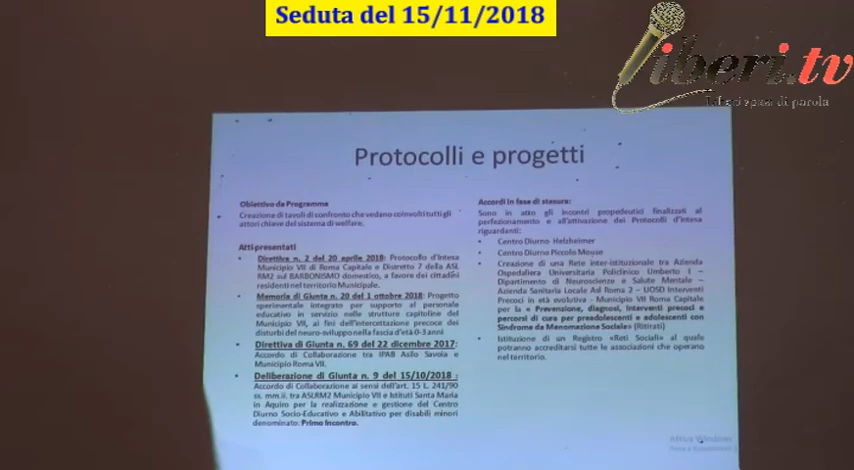 Seduta del 15/11/2018
liberi.tv
Liberi spazi di parola
Protocolli e progetti
Obiettivo da Programma
Creazione di tavoli di confronto che vedano coinvolti tutti gli
attori chiave del sistema di welfare.
Atti presentati
• Direttiva n. 2 del 20 aprile 2018: Protocollo d'Intesa
Municipio VII di Roma Capitale e Distretto 7 della ASL
RM2 sul BARBONISMO domestico, a favore dei cittadini
residenti nel territorio Municipale.
• Memoria di Giunta n. 20 del 1 ottobre 2018: Progetto
sperimentale integrato per supporto al personale
educativo in servizio nelle strutture capitoline del
Municipio VII, ai fini dell'intercettazione precoce dei
disturbi del neuro-sviluppo nella fascia d'età 0-3 anni
• Direttiva di Giunta n. 69 del 22 dicembre 2017:
Accordo di Collaborazione tra IPAB Asilo Savoia e
Municipio Roma VII.
• Deliberazione di Giunta n. 9 del 15/10/2018 :
Accordo di Collaborazione ai sensi dell'art. 15 L. 241/90
ss. mm.ii. tra ASLRM2 Municipio VII e Istituti Santa Maria
in Aquiro per la realizzazione e gestione del Centro
Diurno Socio-Educativo e Abilitativo per disabili minori
denominato: Primo Incontro.
Accordi in fase di stesura:
Sono in atto gli incontri propedeutici finalizzati al
perfezionamento e all'attivazione dei Protocolli d'intesa
riguardanti:
• Centro Diurno Helzheimer
• Centro Diurno Piccolo Mouse
• Creazione di una Rete inter-istituzionale tra Azienda
Ospedaliera Universitaria Policlinico Umberto I –
Dipartimento di Neuroscienze e Salute Mentale –
Azienda Sanitaria Locale Ad Roma 2 – UOSD Interventi
Precoci in età evolutiva - Municipio VII Roma Capitale
per la « Prevenzione, diagnosi, interventi precoci e
percorsi di cura per preadolescenti e adolescenti con
Sindrome da Menomazione Sociale» (Ritirati)
• Istituzione di un Registro «Reti Sociali» al quale
potranno accreditarsi tutte le associazioni che operano
nel territorio.
Attiva Windows